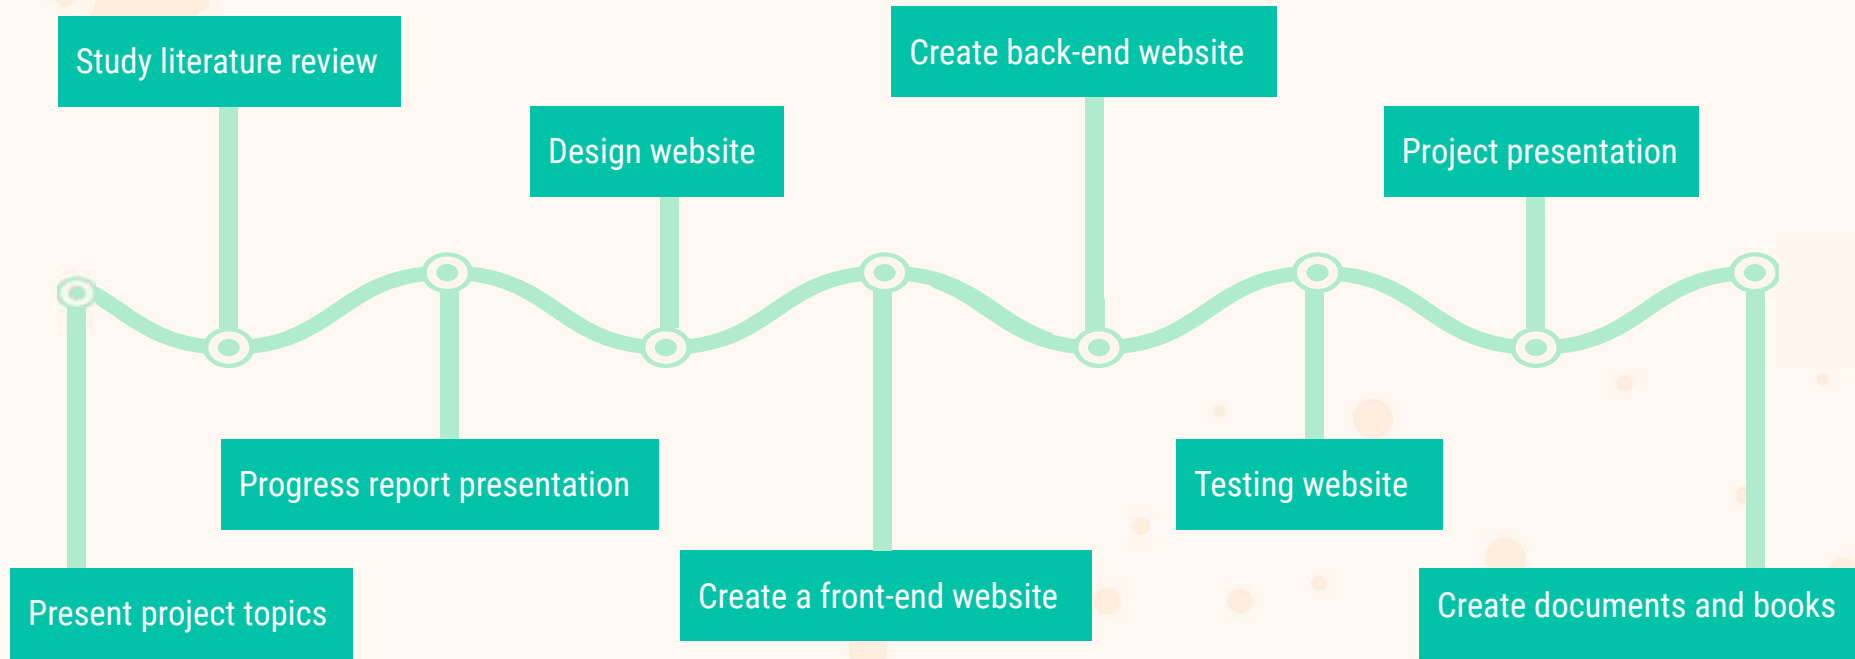 Present project topics
Study literature review
Progress report presentation
Design website
Create a front-end website
Create back-end website
Testing website
Project presentation
Create documents and books